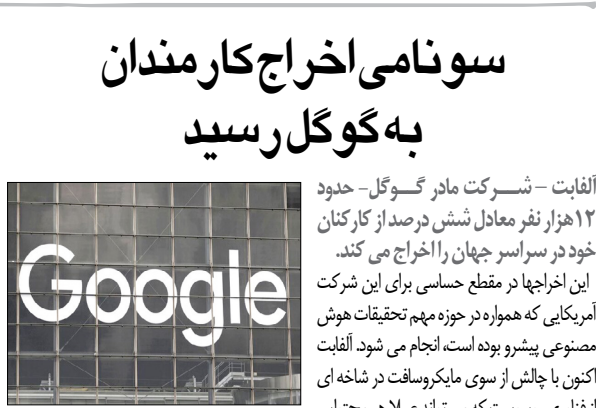 سونامی اخراج کارمندان
به گوگل رسید
آلفابت – شرکت مادر گوگل- حدود
۱۲هزار نفر معادل شش درصد از کارکنان
خود در سراسر جهان را اخراج می کند.
این اخراجها در مقطع حساسی برای این شرکت
آمریکایی که همواره در حوزه مهم تحقیقات هوش
مصنوعی پیشرو بوده است، انجام می شود. آلفابت
اکنون با چالش از سوی مایکروسافت در شاخه ای
Google